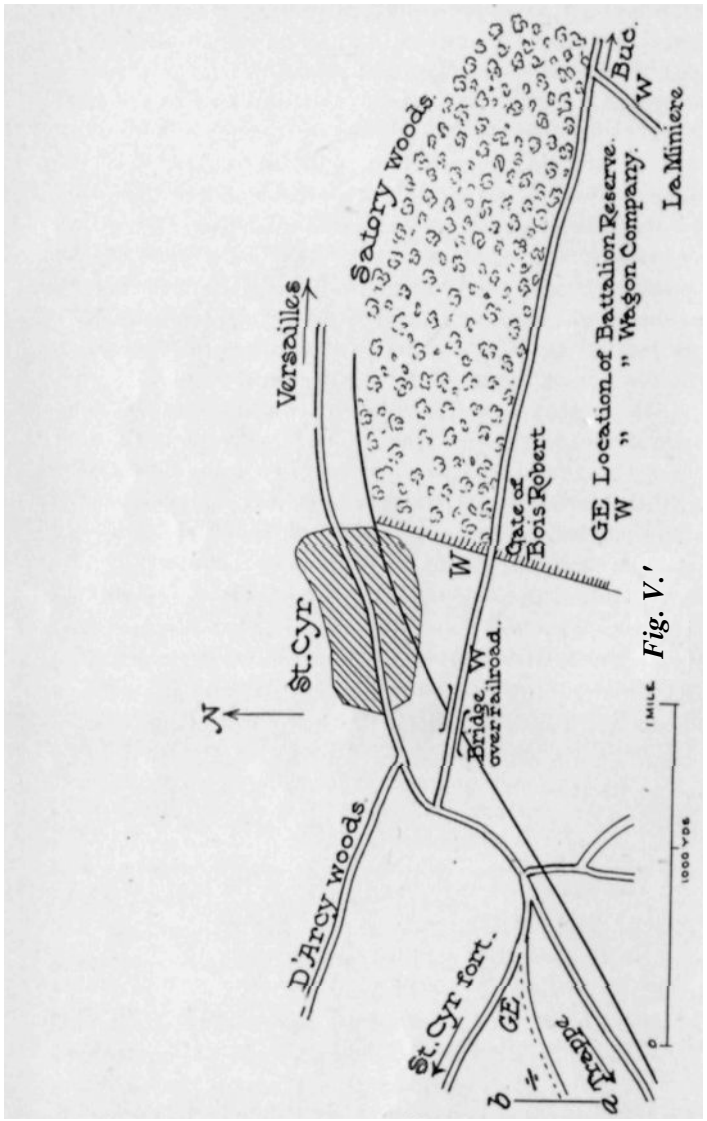 Versailles
Satory Woods.
St. Cyr
N
D'Arcy Woods.
St. Cyr fort.
GE
b
a
Trappe
W
W
Bridge
over Railroad.
Gate of
Bois Robert
Buc.
W
La Miniere
GE Location of Battalion Reserve.
W " " Wagon Company.
0
1000 YDS
1 MILE
Fig. V.'